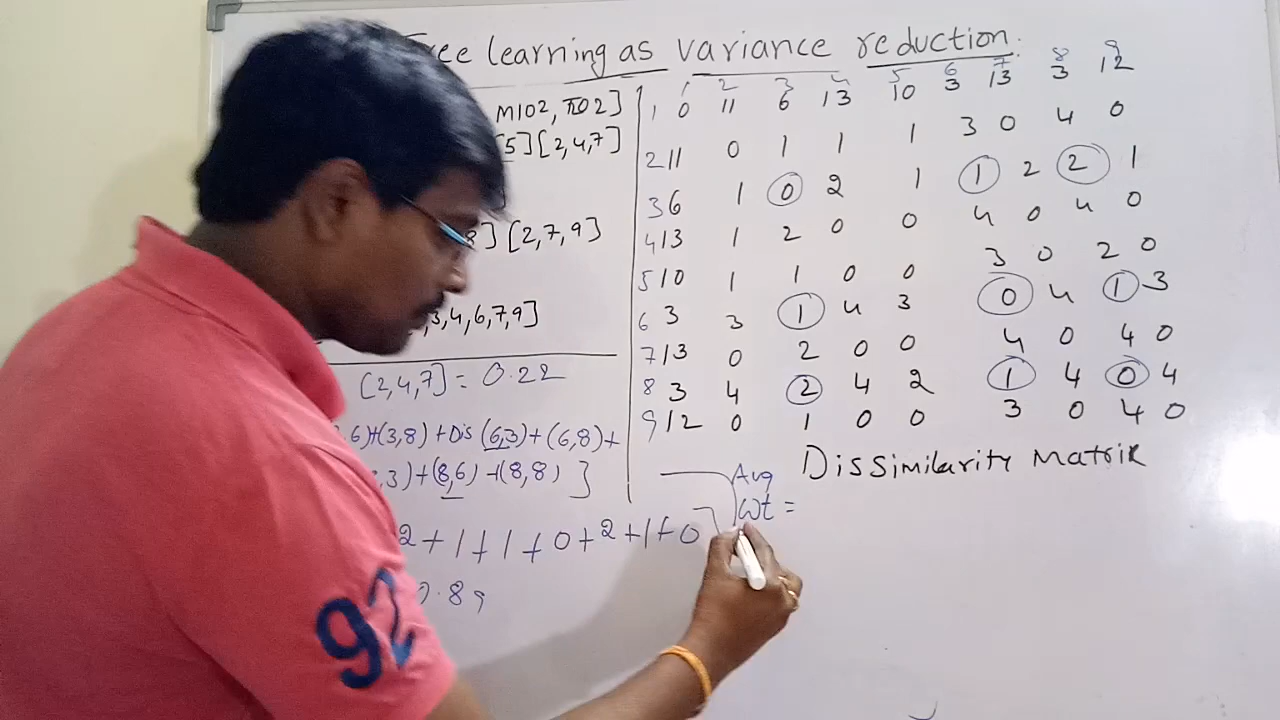 Tree learning as variance reduction.
M102, T02]
5][2,4,7]
8][2,7,9]
,3,4,6,7,9]
[2,4,7] = 0.22
,6)+(3,8) + Dis (6,3)+(6,8)+
,3)+(8,6)+(8,8) ]
2+1+1+0+2+1+0
0.89
1 2 3 4 5 6 7 8 9
1 0 11 6 13 10 3 13 3 12
2 11 0 1 1 1 3 0 4 0
3 6 1 0 2 1 1 2 2 1
4 13 1 2 0 0 4 0 4 0
5 10 1 1 0 0 3 0 2 0
6 3 3 1 4 3 0 4 1 3
7 13 0 2 0 0 4 0 4 0
8 3 4 2 4 2 1 4 0 4
9 12 0 1 0 0 3 0 4 0
Dissimilarity Matrix
Avg
Wt =
92